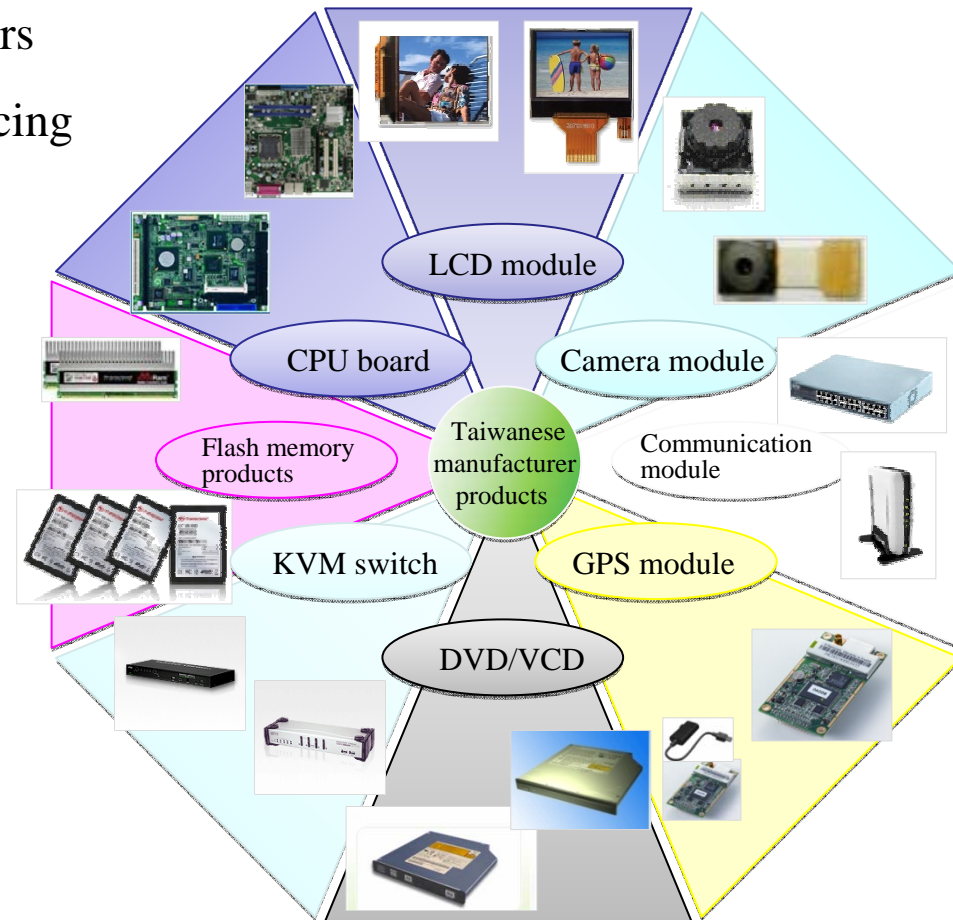 rs
cing
LCD module
CPU board
Camera module
Taiwanese
manufacturer
products
Flash memory
products
Communication
module
KVM switch
GPS module
DVD/VCD